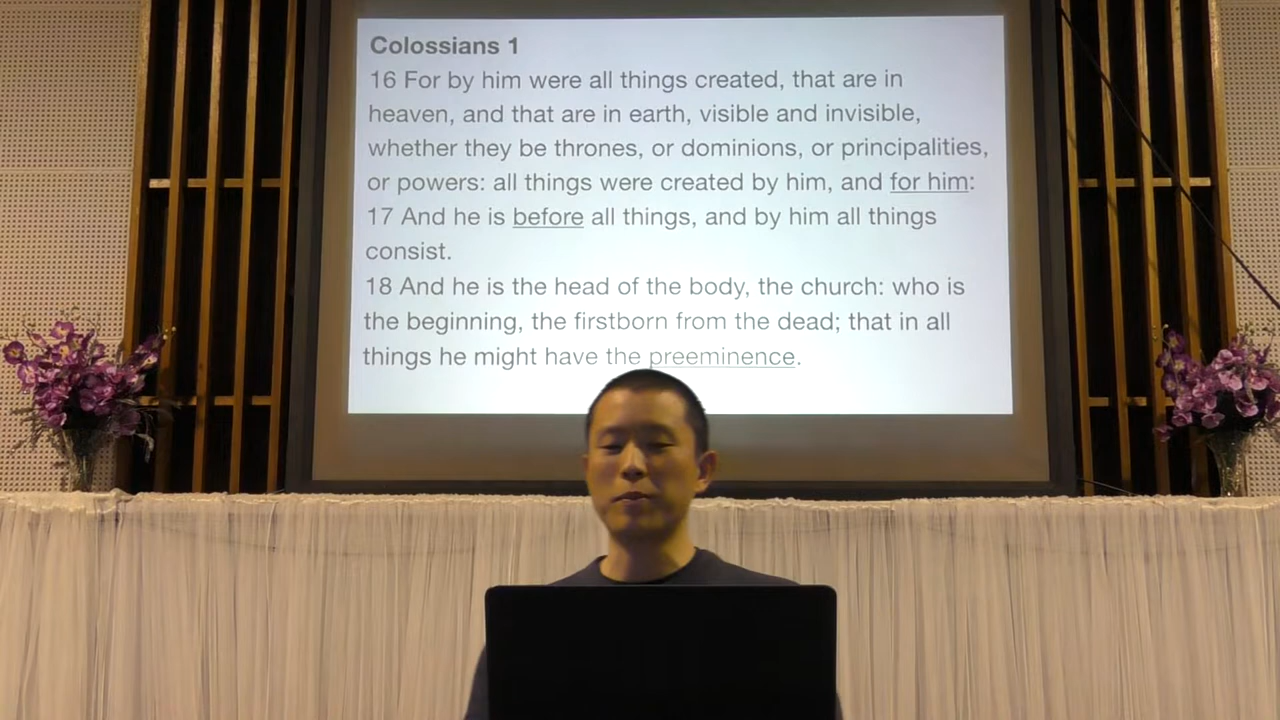 Colossians 1
16 For by him were all things created, that are in
heaven, and that are in earth, visible and invisible,
whether they be thrones, or dominions, or principalities,
or powers: all things were created by him, and for him:
17 And he is before all things, and by him all things
consist.
18 And he is the head of the body, the church: who is
the beginning, the firstborn from the dead; that in all
things he might have the preeminence.